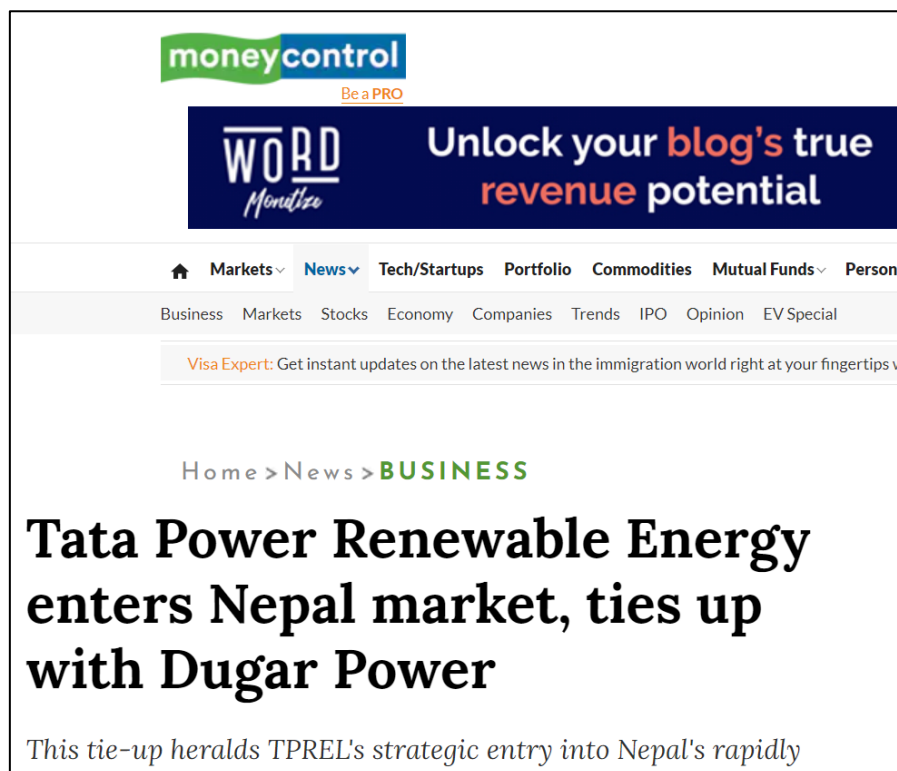 moneycontrol
Be a PRO
WORD
Monetize
Unlock your blog's true
revenue potential
Markets News Tech/Startups Portfolio Commodities Mutual Funds Person
Business Markets Stocks Economy Companies Trends IPO Opinion EV Special
Visa Expert: Get instant updates on the latest news in the immigration world right at your fingertips w
Home > News > BUSINESS
Tata Power Renewable Energy
enters Nepal market, ties up
with Dugar Power
This tie-up heralds TPREL's strategic entry into Nepal's rapidly